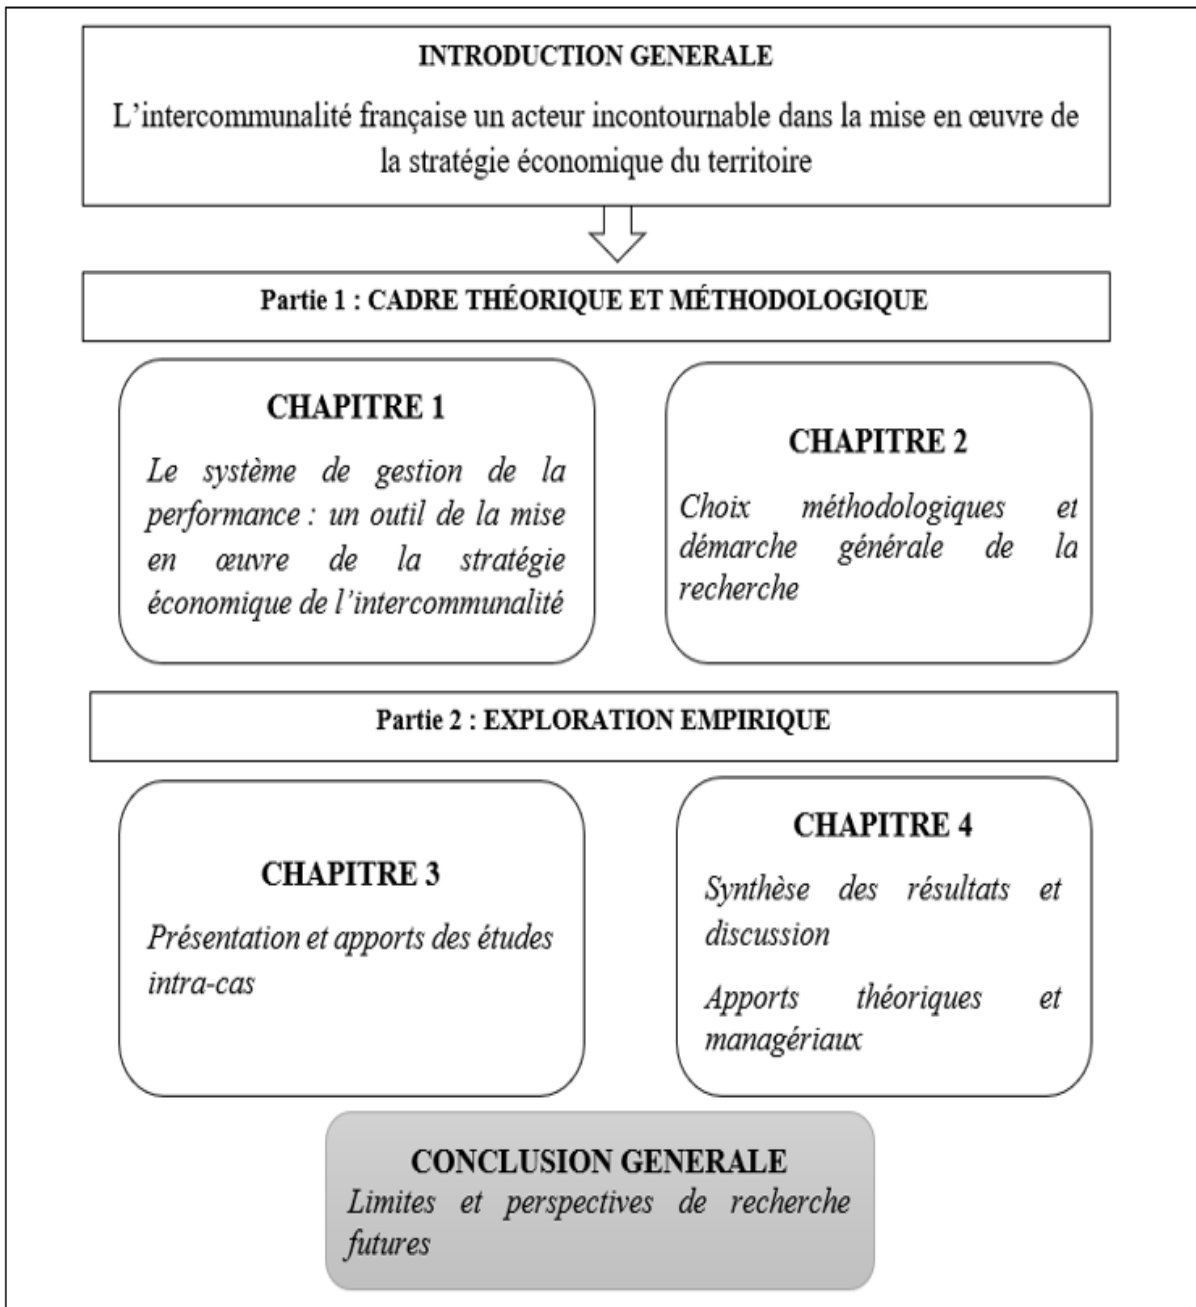 INTRODUCTION GENERALE
L’intercommunalité française un acteur incontournable dans la mise en œuvre de
la stratégie économique du territoire
Partie 1 : CADRE THÉORIQUE ET MÉTHODOLOGIQUE
CHAPITRE 1
Le système de gestion de la
performance : un outil de la mise
en œuvre de la stratégie
économique de l’intercommunalité
CHAPITRE 2
Choix méthodologiques et
démarche générale de la
recherche
Partie 2 : EXPLORATION EMPIRIQUE
CHAPITRE 3
Présentation et apports des études
intra-cas
CHAPITRE 4
Synthèse des résultats et
discussion
Apports théoriques et
managériaux
CONCLUSION GENERALE
Limites et perspectives de recherche
futures